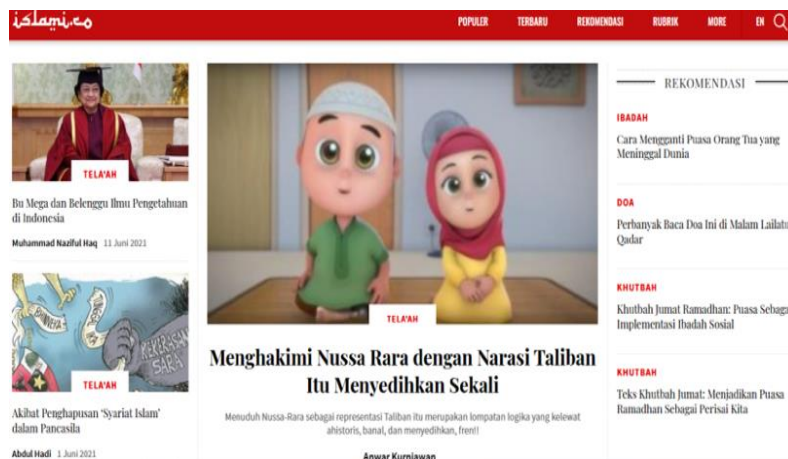 islami.co
POPULER TERBARU REKOMENDASI RUBRIK MORE EN
TELA'AH
Bu Mega dan Belenggu Ilmu Pengetahuan
di Indonesia
Muhammad Naziful Haq 11 Juni 2021
BHINNEKA
TUNGGAL
IKA
KEKERASAN
SARA
TELA'AH
Akibat Penghapusan 'Syariat Islam'
dalam Pancasila
Abdul Hadi 1 Juni 2021
TELA'AH
Menghakimi Nussa Rara dengan Narasi Taliban
Itu Menyedihkan Sekali
Menuduh Nussa-Rara sebagai representasi Taliban itu merupakan lompatan logika yang kelewat
ahistoris, banal, dan menyedihkan, fren!!
Anwar Kurniawan
REKOMENDASI
IBADAH
Cara Mengganti Puasa Orang Tua yang
Meninggal Dunia
DOA
Perbanyak Baca Doa Ini di Malam Lailatu
Qadar
KHUTBAH
Khutbah Jumat Ramadhan: Puasa Sebaga
Implementasi Ibadah Sosial
KHUTBAH
Teks Khutbah Jumat: Menjadikan Puasa
Ramadhan Sebagai Perisai Kita